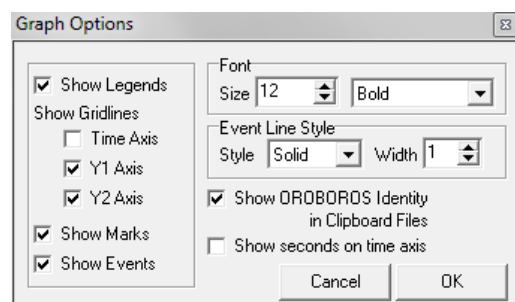 Graph Options
Show Legends
Show Gridlines
Time Axis
Y1 Axis
Y2 Axis
Show Marks
Show Events
Font
Size 12 Bold
Event Line Style
Style Solid Width 1
Show OROBOROS Identity
in Clipboard Files
Show seconds on time axis
Cancel OK